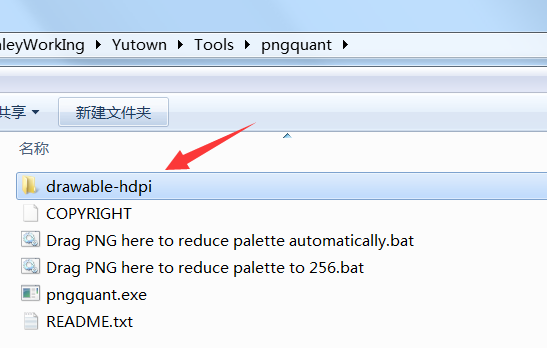 leyWorkIng Yutown Tools pngquant
共享 新建文件夹
名称
drawable-hdpi
COPYRIGHT
Drag PNG here to reduce palette automatically.bat
Drag PNG here to reduce palette to 256.bat
pngquant.exe
README.txt